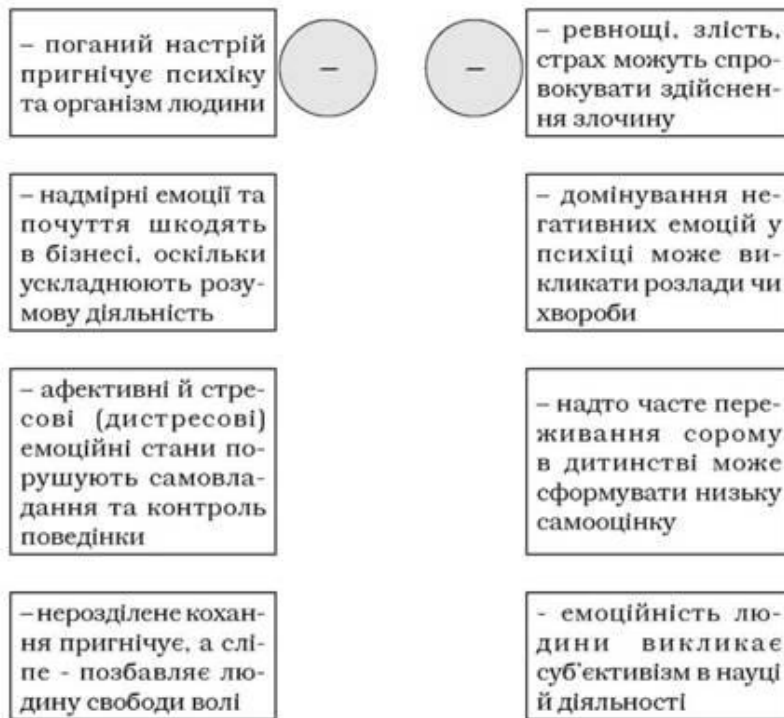 – поганий настрій
пригнічує психіку
та організм людини
–
–
– ревнощі, злість,
страх можуть спро-
вокувати здійснен-
ня злочину
– надмірні емоції та
почуття шкодять
в бізнесі, оскільки
ускладнюють розу-
мову діяльність
– домінування не-
гативних емоцій у
психіці може ви-
кликати розлади чи
хвороби
– афективні й стре-
сові (дистресові)
емоційні стани по-
рушують самовла-
дання та контроль
поведінки
– надто часте пере-
живання сорому
в дитинстві може
сформувати низьку
самооцінку
– нерозділене кохан-
ня пригнічує, а слі-
пе - позбавляє лю-
дину свободи волі
- емоційність лю-
дини викликає
суб'єктивізм в науці
й діяльності